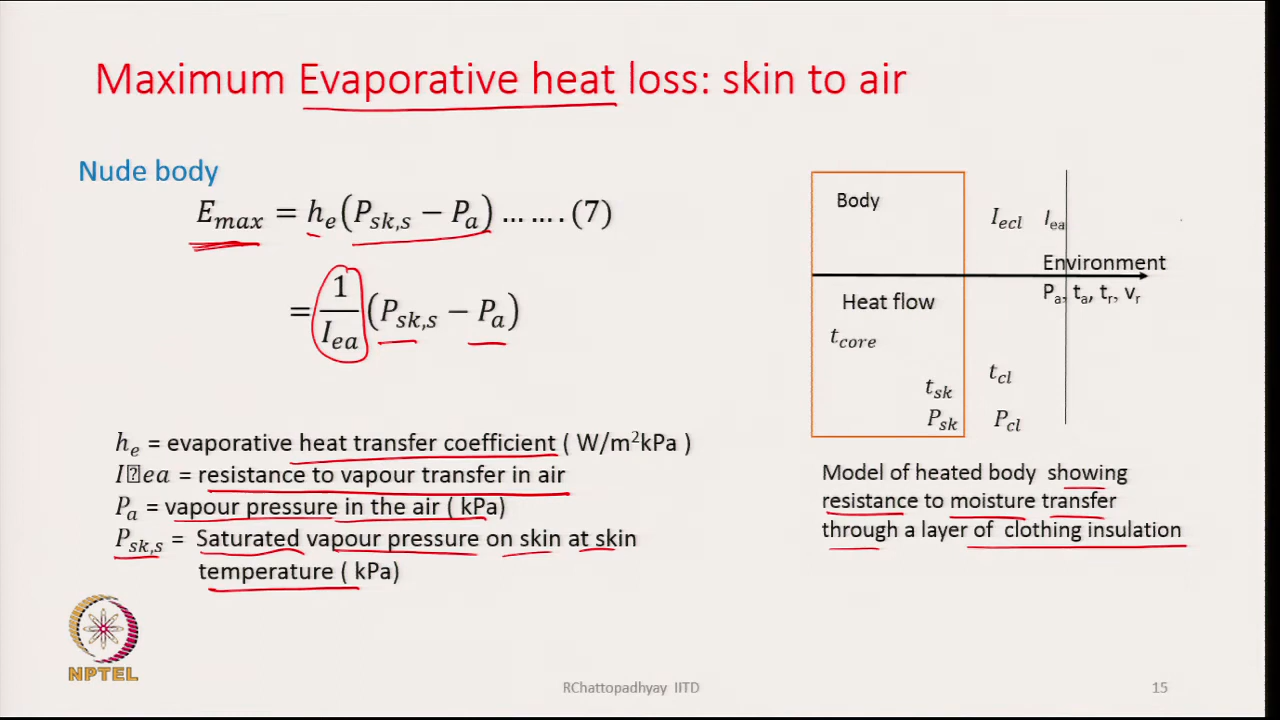 Maximum Evaporative heat loss: skin to air
Nude body
E_max = h_e(P_sk,s − P_a) … …. (7)
= 1/I_ea (P_sk,s − P_a)
h_e = evaporative heat transfer coefficient ( W/m²kPa )
I⍰ea = resistance to vapour transfer in air
P_a = vapour pressure in the air ( kPa)
P_sk,s = Saturated vapour pressure on skin at skin
temperature ( kPa)
Body
I_ecl I_ea
Environment
P_a, t_a, t_r, v_r
Heat flow
t_core
t_sk
t_cl
P_sk
P_cl
Model of heated body showing
resistance to moisture transfer
through a layer of clothing insulation
NPTEL
RChattopadhyay IITD
15